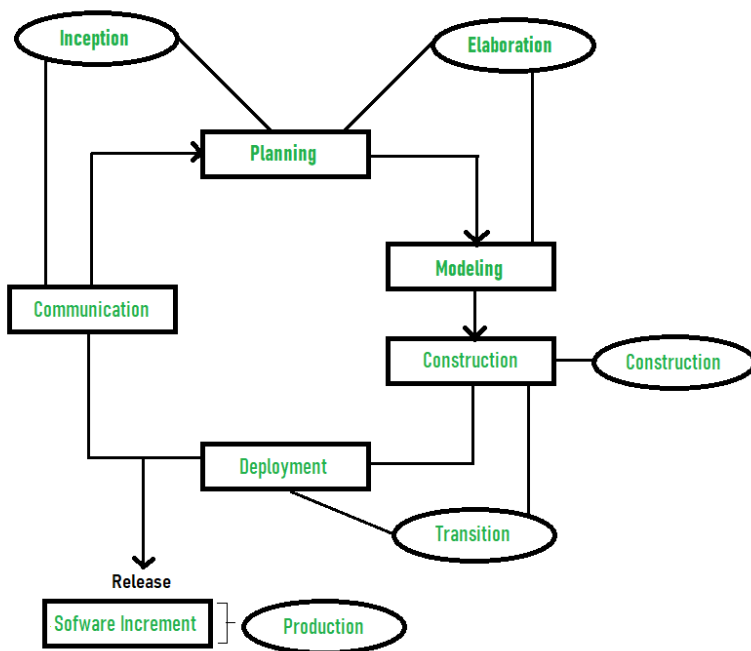 Inception
Elaboration
Planning
Modeling
Communication
Construction
Construction
Deployment
Transition
Release
Sofware Increment
Production